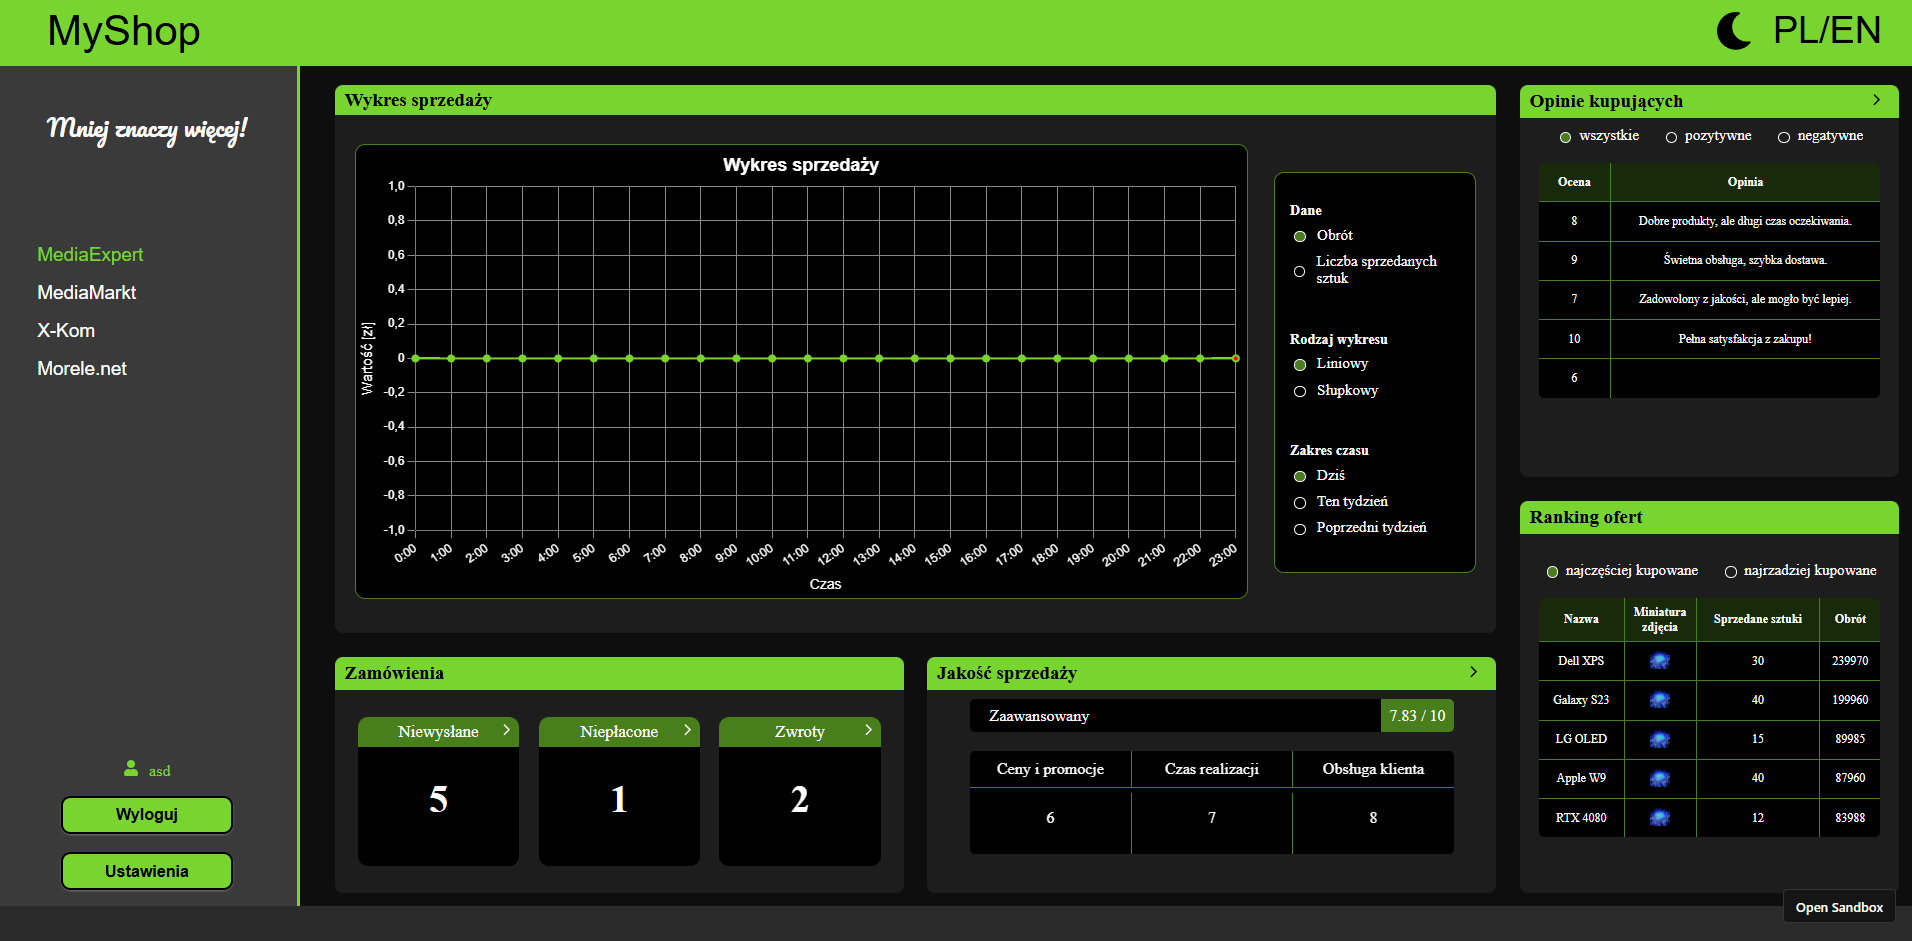 MyShop
PL/EN
Mniej znaczy więcej!
MediaExpert
MediaMarkt
X-Kom
Morele.net
asd
Wyloguj
Ustawienia
Wykres sprzedaży
Wykres sprzedaży
1,0
0,8
0,6
0,4
0,2
0
-0,2
-0,4
-0,6
-0,8
-1,0
Wartość [zł]
0:00 1:00 2:00 3:00 4:00 5:00 6:00 7:00 8:00 9:00 10:00 11:00 12:00 13:00 14:00 15:00 16:00 17:00 18:00 19:00 20:00 21:00 22:00 23:00
Czas
Dane
Obrót
Liczba sprzedanych
sztuk
Rodzaj wykresu
Liniowy
Słupkowy
Zakres czasu
Dziś
Ten tydzień
Poprzedni tydzień
Zamówienia
Niewysłane Niepłacone Zwroty
5 1 2
Jakość sprzedaży
Zaawansowany 7.83 / 10
Ceny i promocje Czas realizacji Obsługa klienta
6 7 8
Opinie kupujących
wszystkie pozytywne negatywne
Ocena Opinia
8 Dobre produkty, ale długi czas oczekiwania.
9 Świetna obsługa, szybka dostawa.
7 Zadowolony z jakości, ale mogło być lepiej.
10 Pełna satysfakcja z zakupu!
6
Ranking ofert
najczęściej kupowane najrzadziej kupowane
Nazwa Miniatura zdjęcia Sprzedane sztuki Obrót
Dell XPS 30 239970
Galaxy S23 40 199960
LG OLED 15 89985
Apple W9 40 87960
RTX 4080 12 83988
Open Sandbox